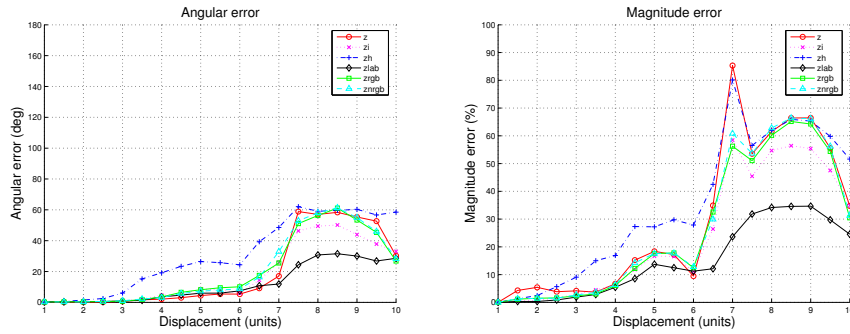 Angular error
180
160
140
120
100
80
60
40
20
0
Angular error (deg)
1 2 3 4 5 6 7 8 9 10
Displacement (units)
z
zi
zh
zlab
zrgb
znrgb
Magnitude error
100
90
80
70
60
50
40
30
20
10
0
Magnitude error (%)
1 2 3 4 5 6 7 8 9 10
Displacement (units)
z
zi
zh
zlab
zrgb
znrgb